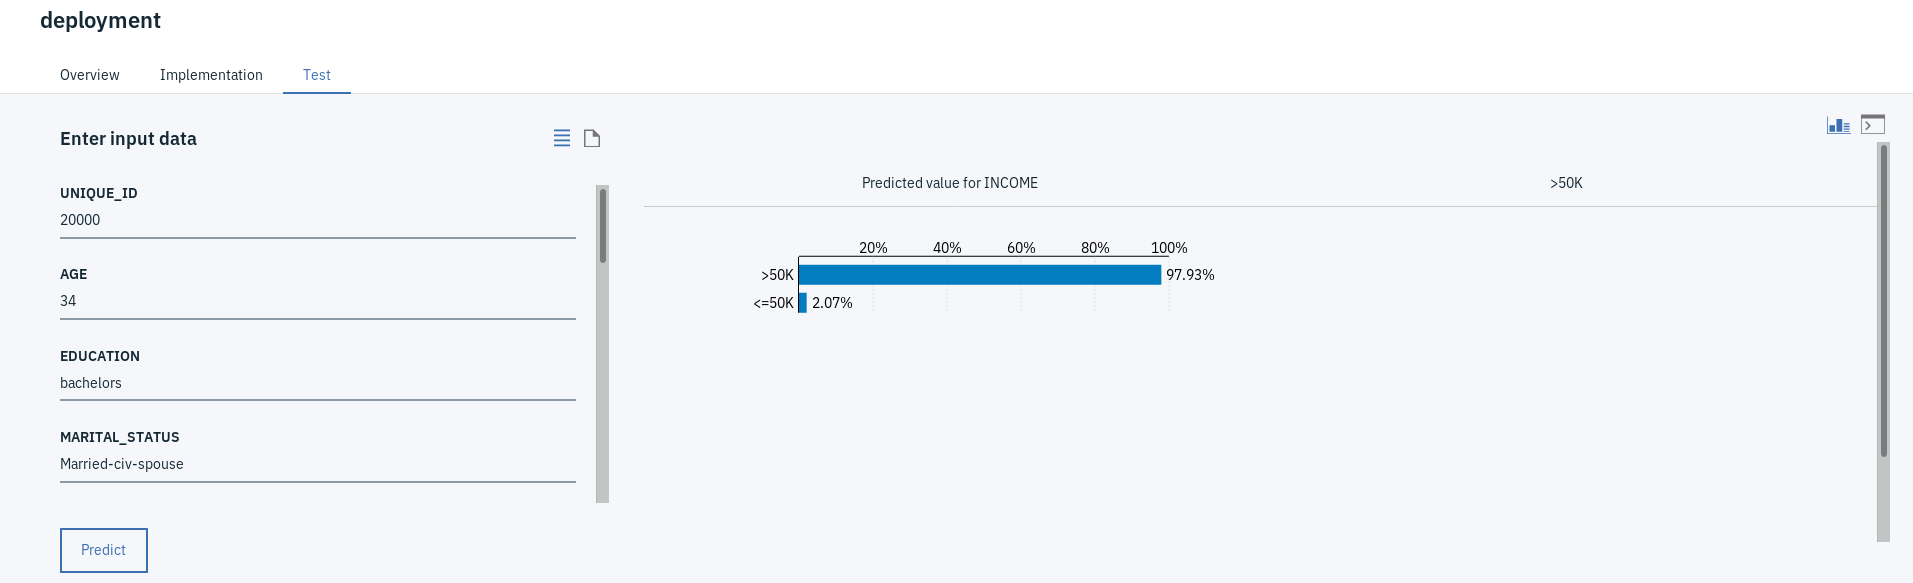 deployment
Overview Implementation Test
Enter input data
UNIQUE_ID
20000
AGE
34
EDUCATION
bachelors
MARITAL_STATUS
Married-civ-spouse
Predict
Predicted value for INCOME >50K
20% 40% 60% 80% 100%
>50K 97.93%
<=50K 2.07%